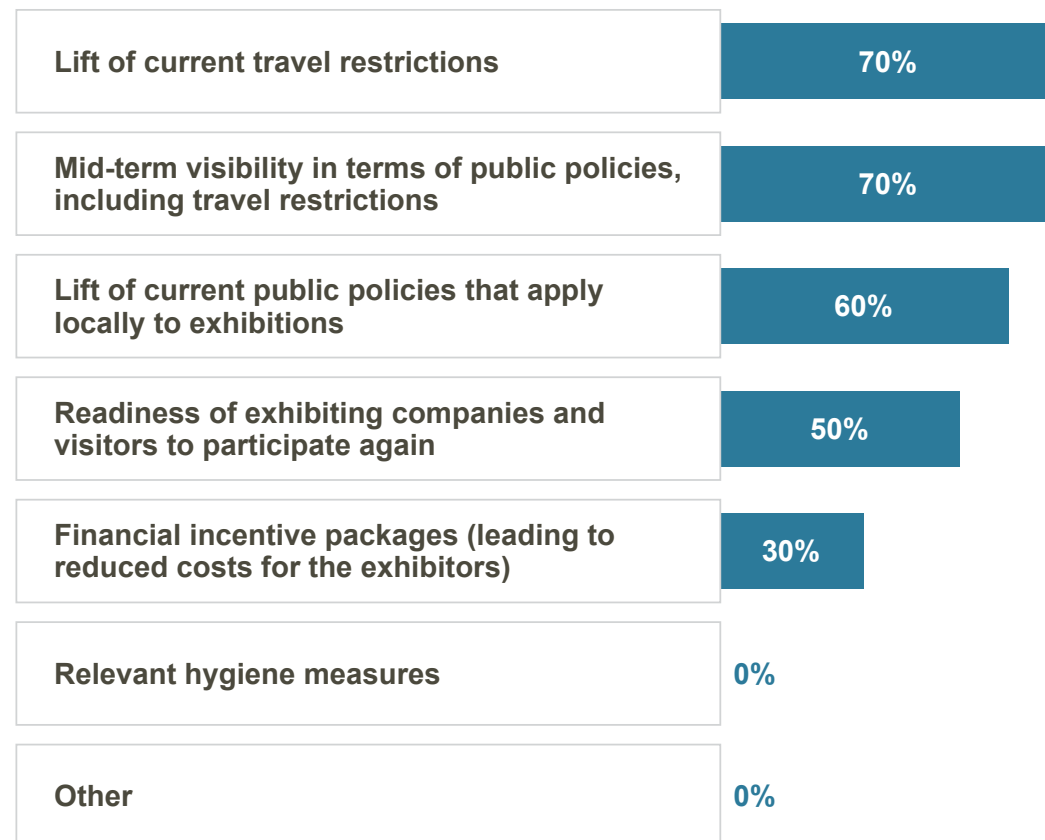 Lift of current travel restrictions
70%
Mid-term visibility in terms of public policies,
including travel restrictions
70%
Lift of current public policies that apply
locally to exhibitions
60%
Readiness of exhibiting companies and
visitors to participate again
50%
Financial incentive packages (leading to
reduced costs for the exhibitors)
30%
Relevant hygiene measures
0%
Other
0%